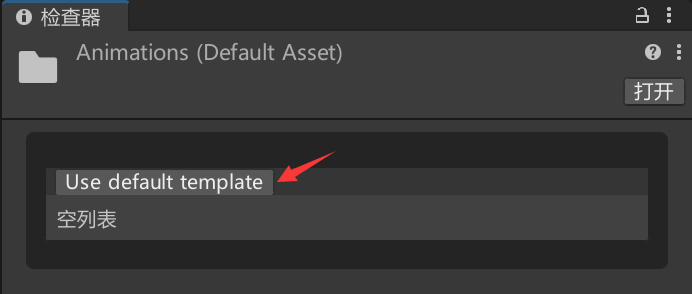 检查器
Animations (Default Asset)
打开
Use default template
空列表